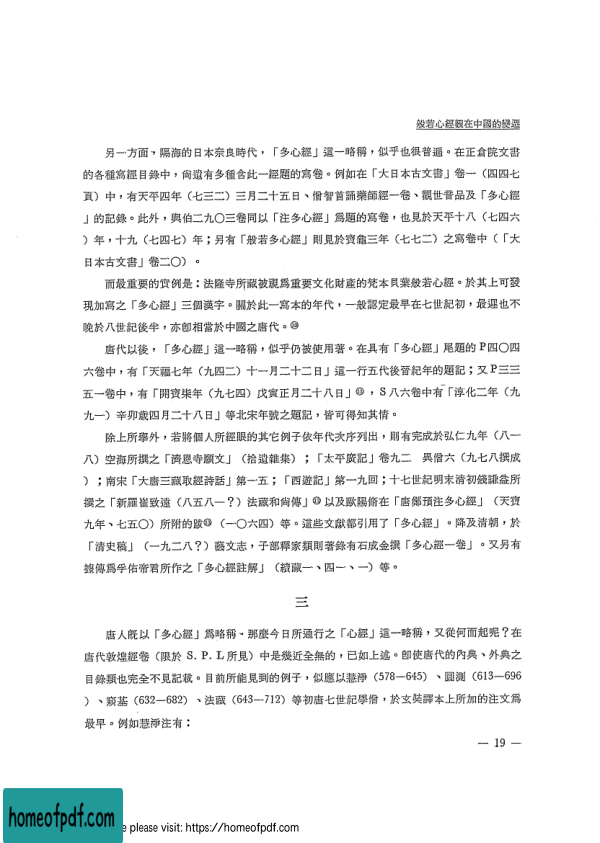 般若心經觀在中國的變遷
另一方面，隔海的日本奈良時代，「多心經」這一略稱，似乎也很普遍。在正倉院文書
的各種寫經目錄中，尙還有多種含此一經題的寫卷。例如在「大日本古文書」卷一（四四七
頁）中，有天平四年（七三二）三月二十五日、僧智首誦藥師經一卷、觀世音品及「多心經
」的記錄。此外，與伯二九〇三卷同以「注多心經」爲題的寫卷，也見於天平十八（七四六
）年，十九（七四七）年；另有「般若多心經」則見於寶龜三年（七七二）之寫卷中（「大
日本古文書」卷二〇）。
而最重要的實例是：法隆寺所藏被視爲重要文化財產的梵本貝葉般若心經。於其上可發
現加寫之「多心經」三個漢字。關於此一寫本的年代，一般認定最早在七世紀初，最遲也不
晚於八世紀後半，亦卽相當於中國之唐代。
唐代以後，「多心經」這一略稱，似乎仍被使用著。在具有「多心經」尾題的P四〇四
六卷中，有「天福七年（九四二）十一月二十二日」這一行五代後晉紀年的題記；又P三三
五一卷中，有「開寶柒年（九七四）戊寅正月二十八日」，S八六卷中有「淳化二年（九
九一）辛卯歲四月二十八日」等北宋年號之題記，皆可得知其情。
除上所擧外，若將個人所經眼的其它例子依年代次序列出，則有完成於弘仁九年（八一
八）空海所撰之「濟恩寺願文」（拾遺雜集）；「太平廣記」卷九二　異僧六（九七八撰成
）；南宋「大唐三藏取經詩話」第一五；「西遊記」第一九回；十七世紀明末淸初錢謙益所
撰之「新羅崔致遠（八五八—？）法藏和尙傳」以及歐陽脩在「唐鄭預注多心經」（天寶
九年、七五〇）所附的跋（一〇六四）等。這些文獻都引用了「多心經」。降及淸朝，於
「淸史稿」（一九二八？）藝文志，子部釋家類則著錄有石成金撰「多心經一卷」。又另有
據傳爲孚佑帝君所作之「多心經註解」（續藏一、四一、一）等。
三
唐人旣以「多心經」爲略稱，那麼今日所通行之「心經」這一略稱，又從何而起呢？在
唐代敦煌經卷（限於 S. P. L所見）中是幾近全無的，已如上述。卽使唐代的內典、外典之
目錄類也完全不見記載。目前所能見到的例子，似應以慧淨（578—645）、圓測（613—696
）、窺基（632—682）、法藏（643—712）等初唐七世紀學僧，於玄奘譯本上所加的注文爲
最早。例如慧淨注有：
— 19 —
homeofpdf.com
e please visit: https://homeofpdf.com